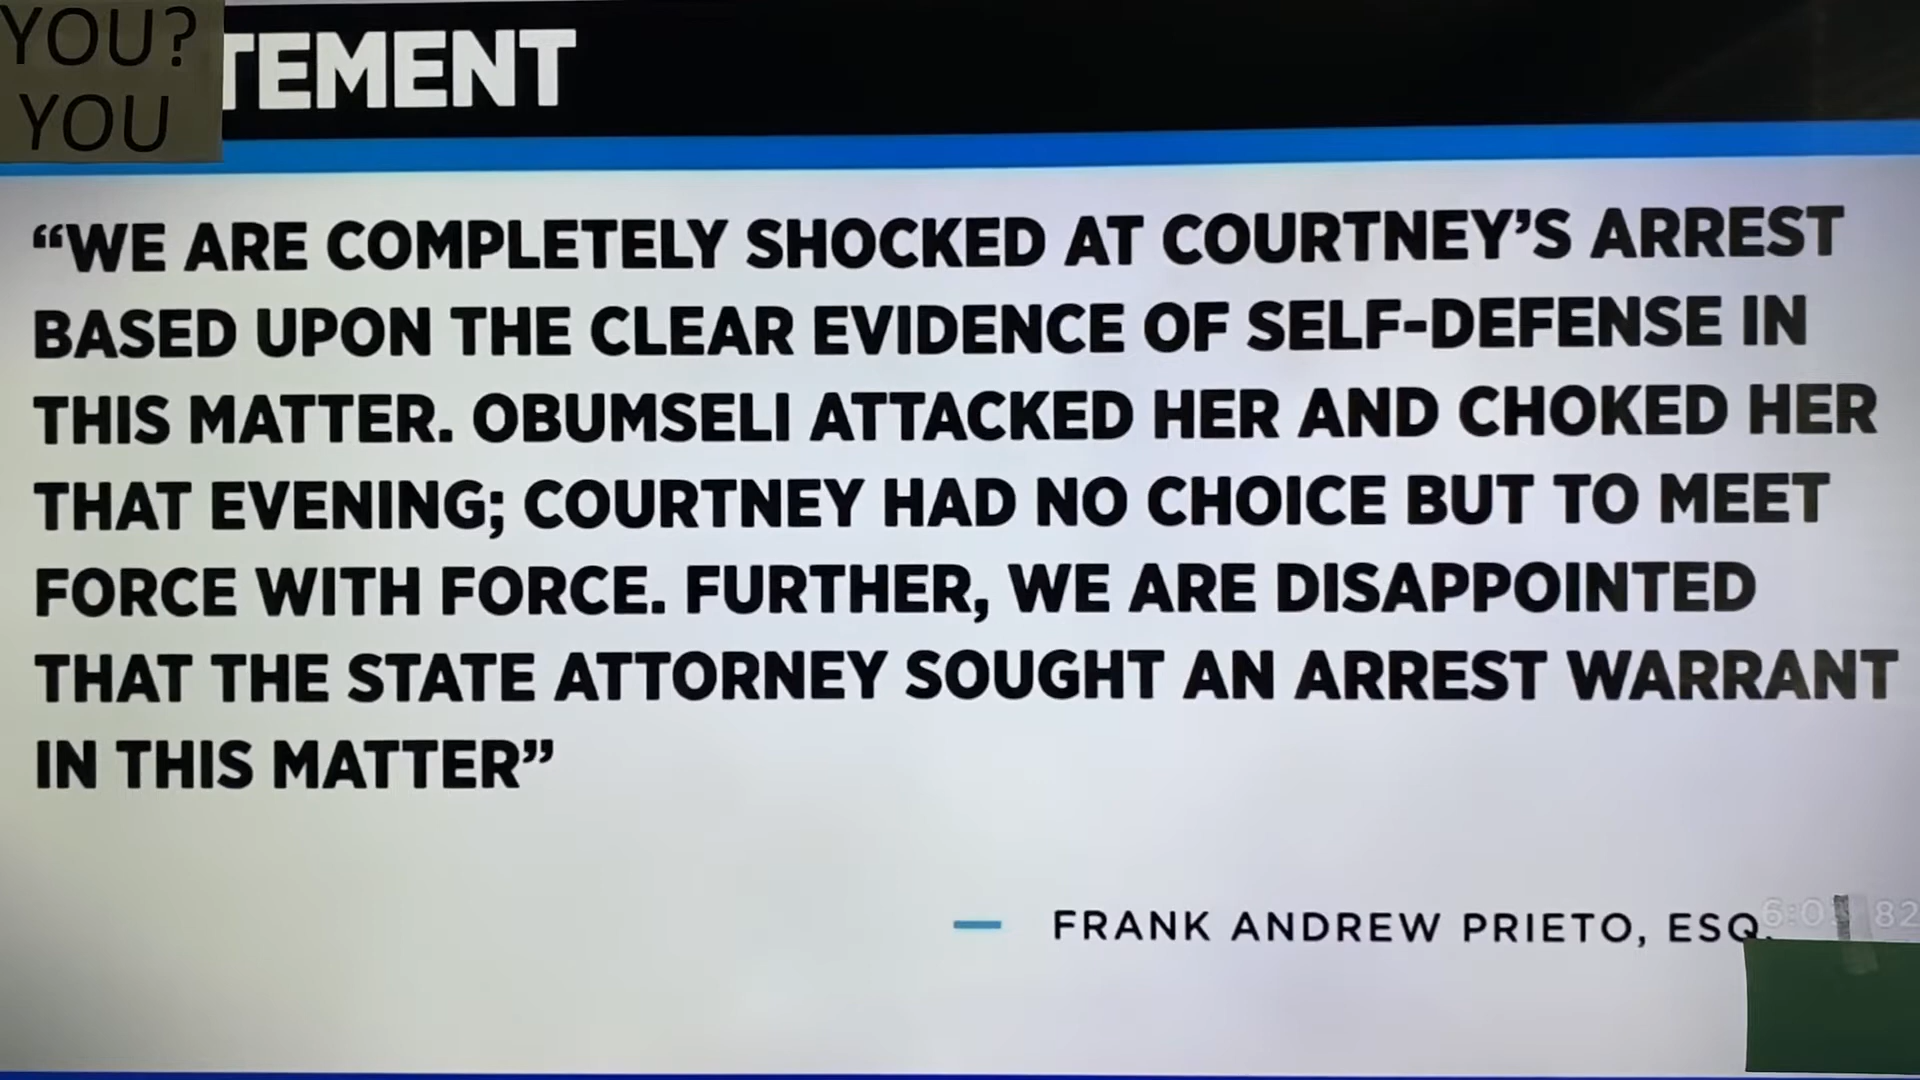 YOU?
YOU
TEMENT
“WE ARE COMPLETELY SHOCKED AT COURTNEY’S ARREST
BASED UPON THE CLEAR EVIDENCE OF SELF-DEFENSE IN
THIS MATTER. OBUMSELI ATTACKED HER AND CHOKED HER
THAT EVENING; COURTNEY HAD NO CHOICE BUT TO MEET
FORCE WITH FORCE. FURTHER, WE ARE DISAPPOINTED
THAT THE STATE ATTORNEY SOUGHT AN ARREST WARRANT
IN THIS MATTER”
— FRANK ANDREW PRIETO, ESQ.